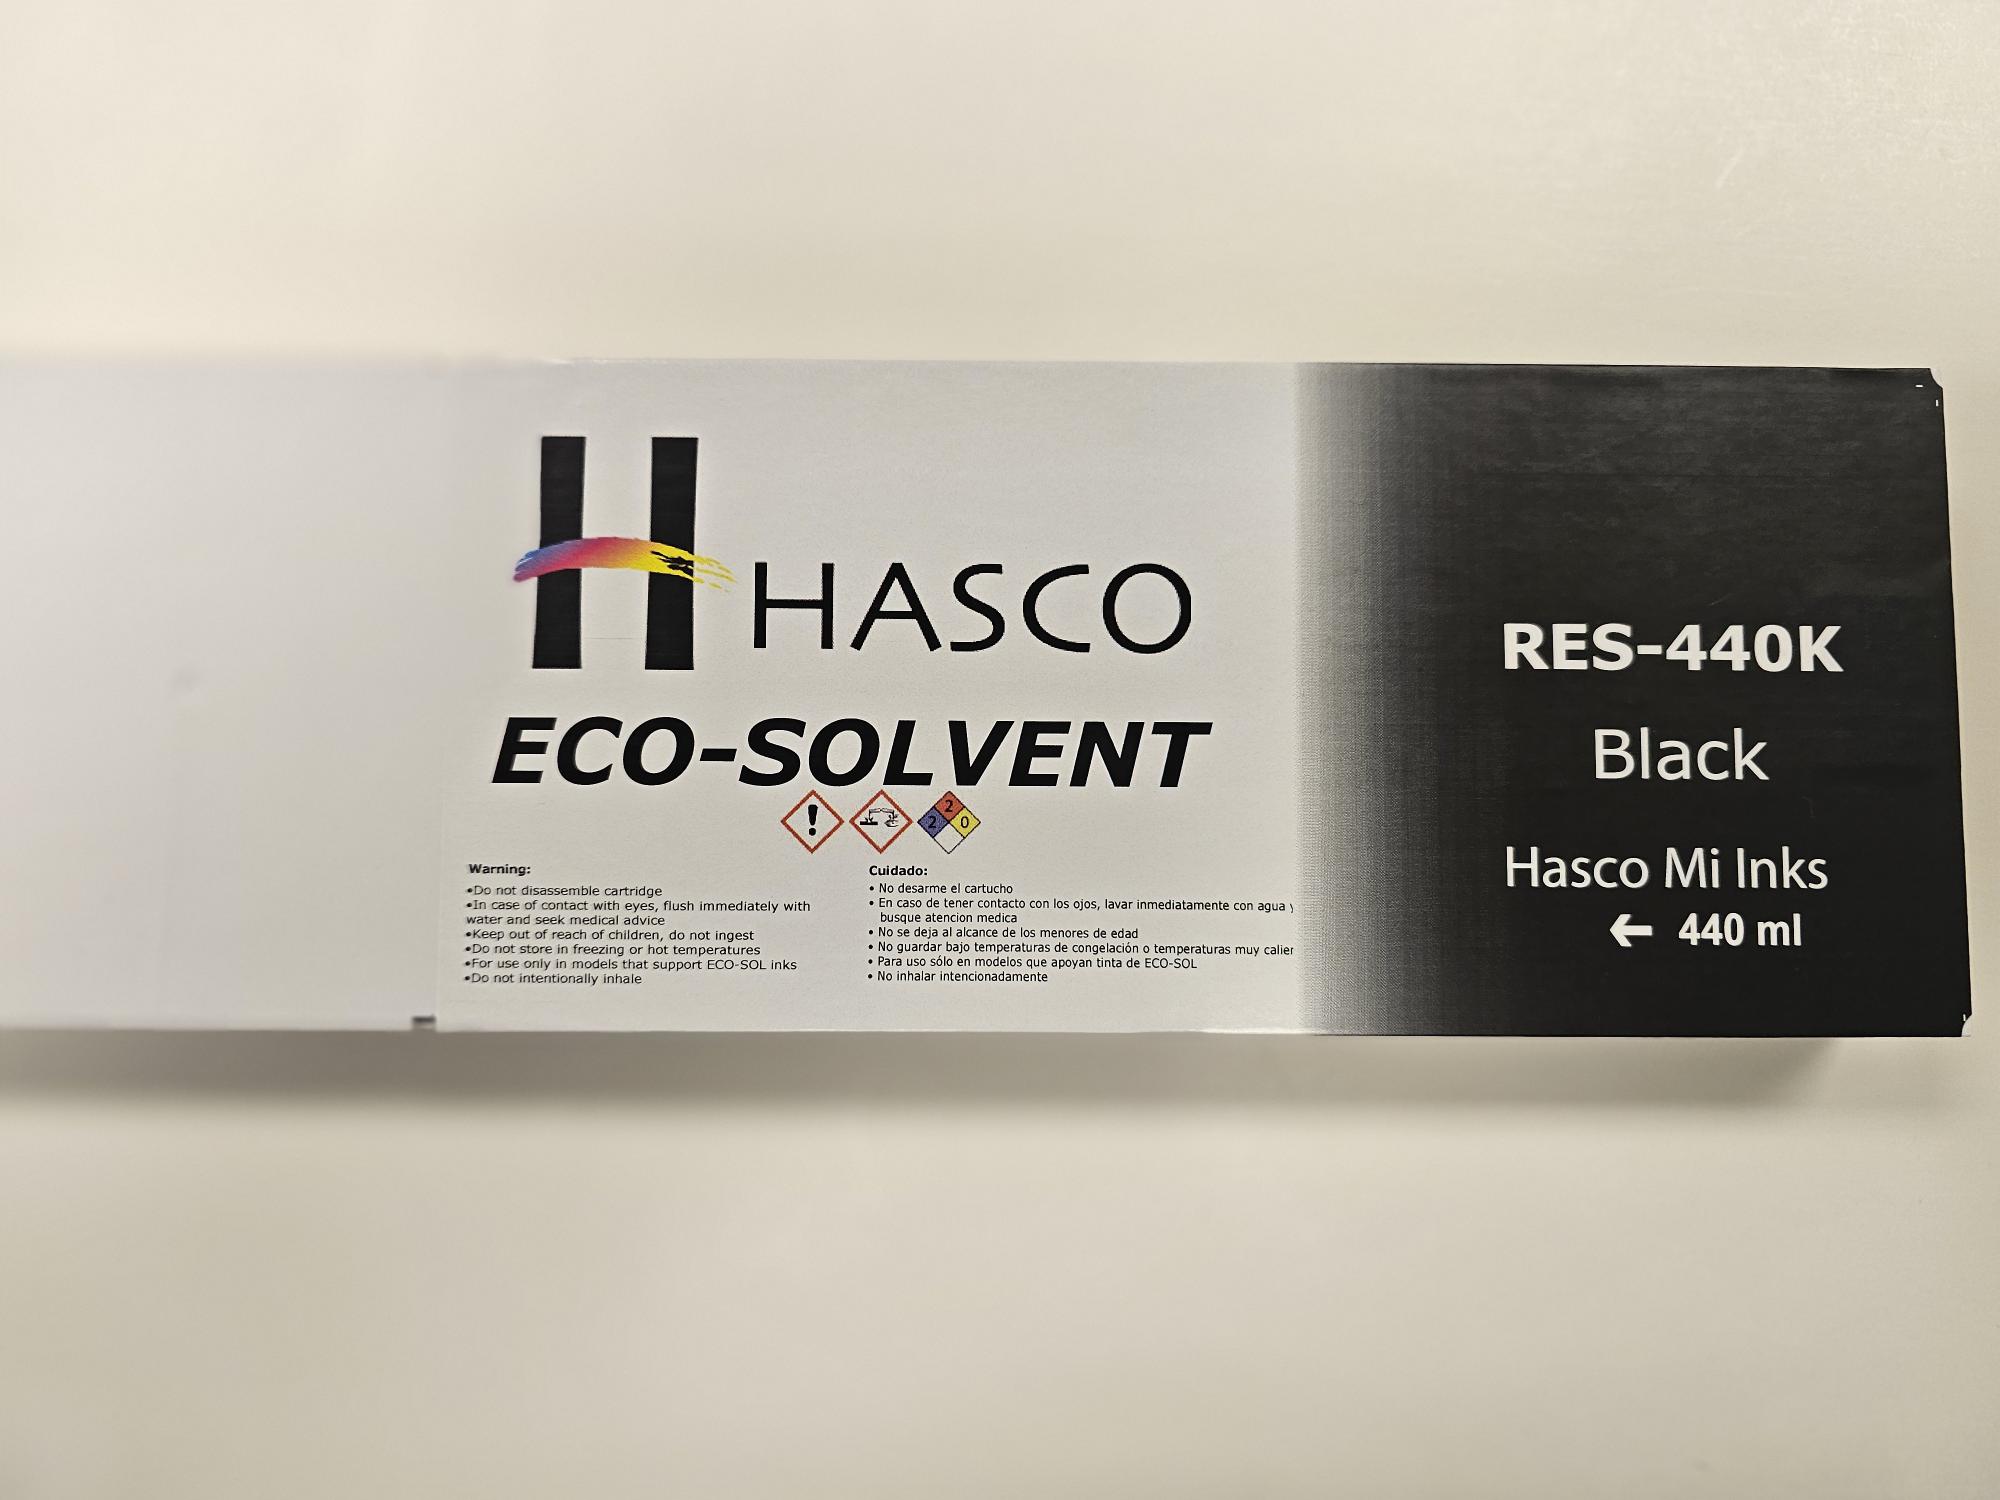 HASCO
ECO-SOLVENT
2
2 0
Warning:
•Do not disassemble cartridge
•In case of contact with eyes, flush immediately with
water and seek medical advice
•Keep out of reach of children, do not ingest
•Do not store in freezing or hot temperatures
•For use only in models that support ECO-SOL inks
•Do not intentionally inhale
Cuidado:
• No desarme el cartucho
• En caso de tener contacto con los ojos, lavar inmediatamente con agua y
busque atencion medica
• No se deja al alcance de los menores de edad
• No guardar bajo temperaturas de congelación o temperaturas muy calier
• Para uso sólo en modelos que apoyan tinta de ECO-SOL
• No inhalar intencionadamente
RES-440K
Black
Hasco Mi Inks
← 440 ml